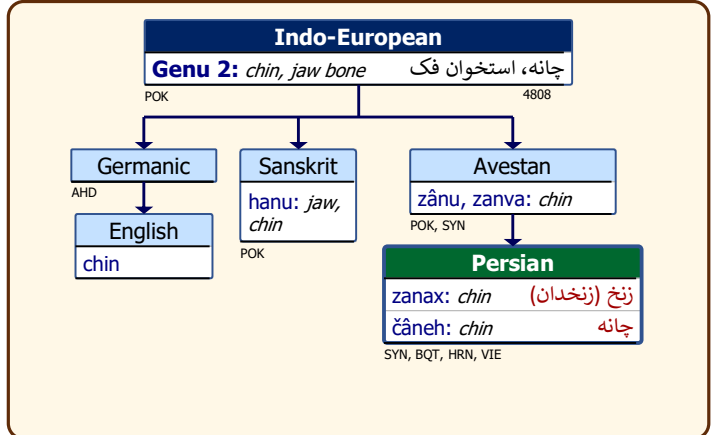 Indo-European
Genu 2: chin, jaw bone چانه، استخوان فک
POK 4808
Germanic
AHD
English
chin
Sanskrit
hanu: jaw,
chin
POK
Avestan
zânu, zanva: chin
POK, SYN
Persian
zanax: chin زنخ (زنخدان)
čâneh: chin چانه
SYN, BQT, HRN, VIE